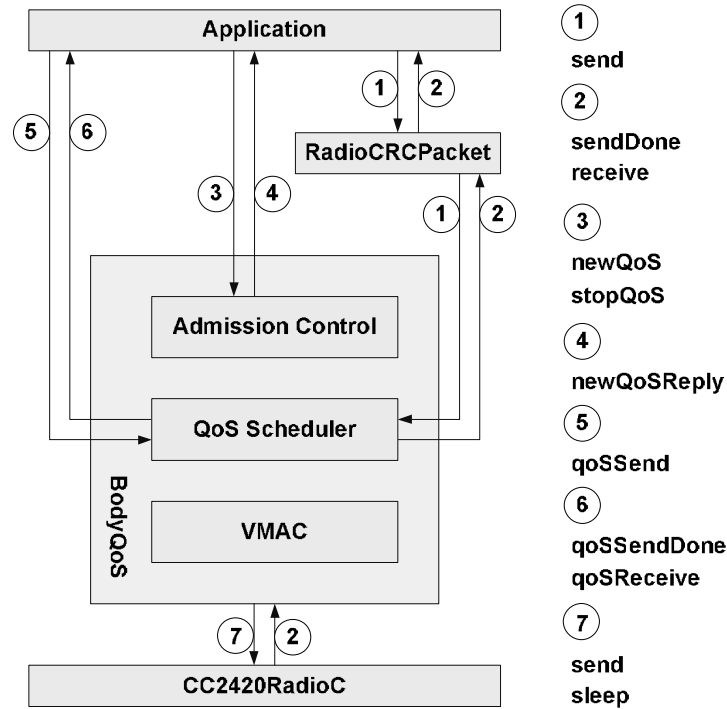 Application
1
2
5
6
RadioCRCPacket
3
4
1
2
Admission Control
QoS Scheduler
BodyQoS
VMAC
7
2
CC2420RadioC
1
send
2
sendDone
receive
3
newQoS
stopQoS
4
newQoSReply
5
qoSSend
6
qoSSendDone
qoSReceive
7
send
sleep